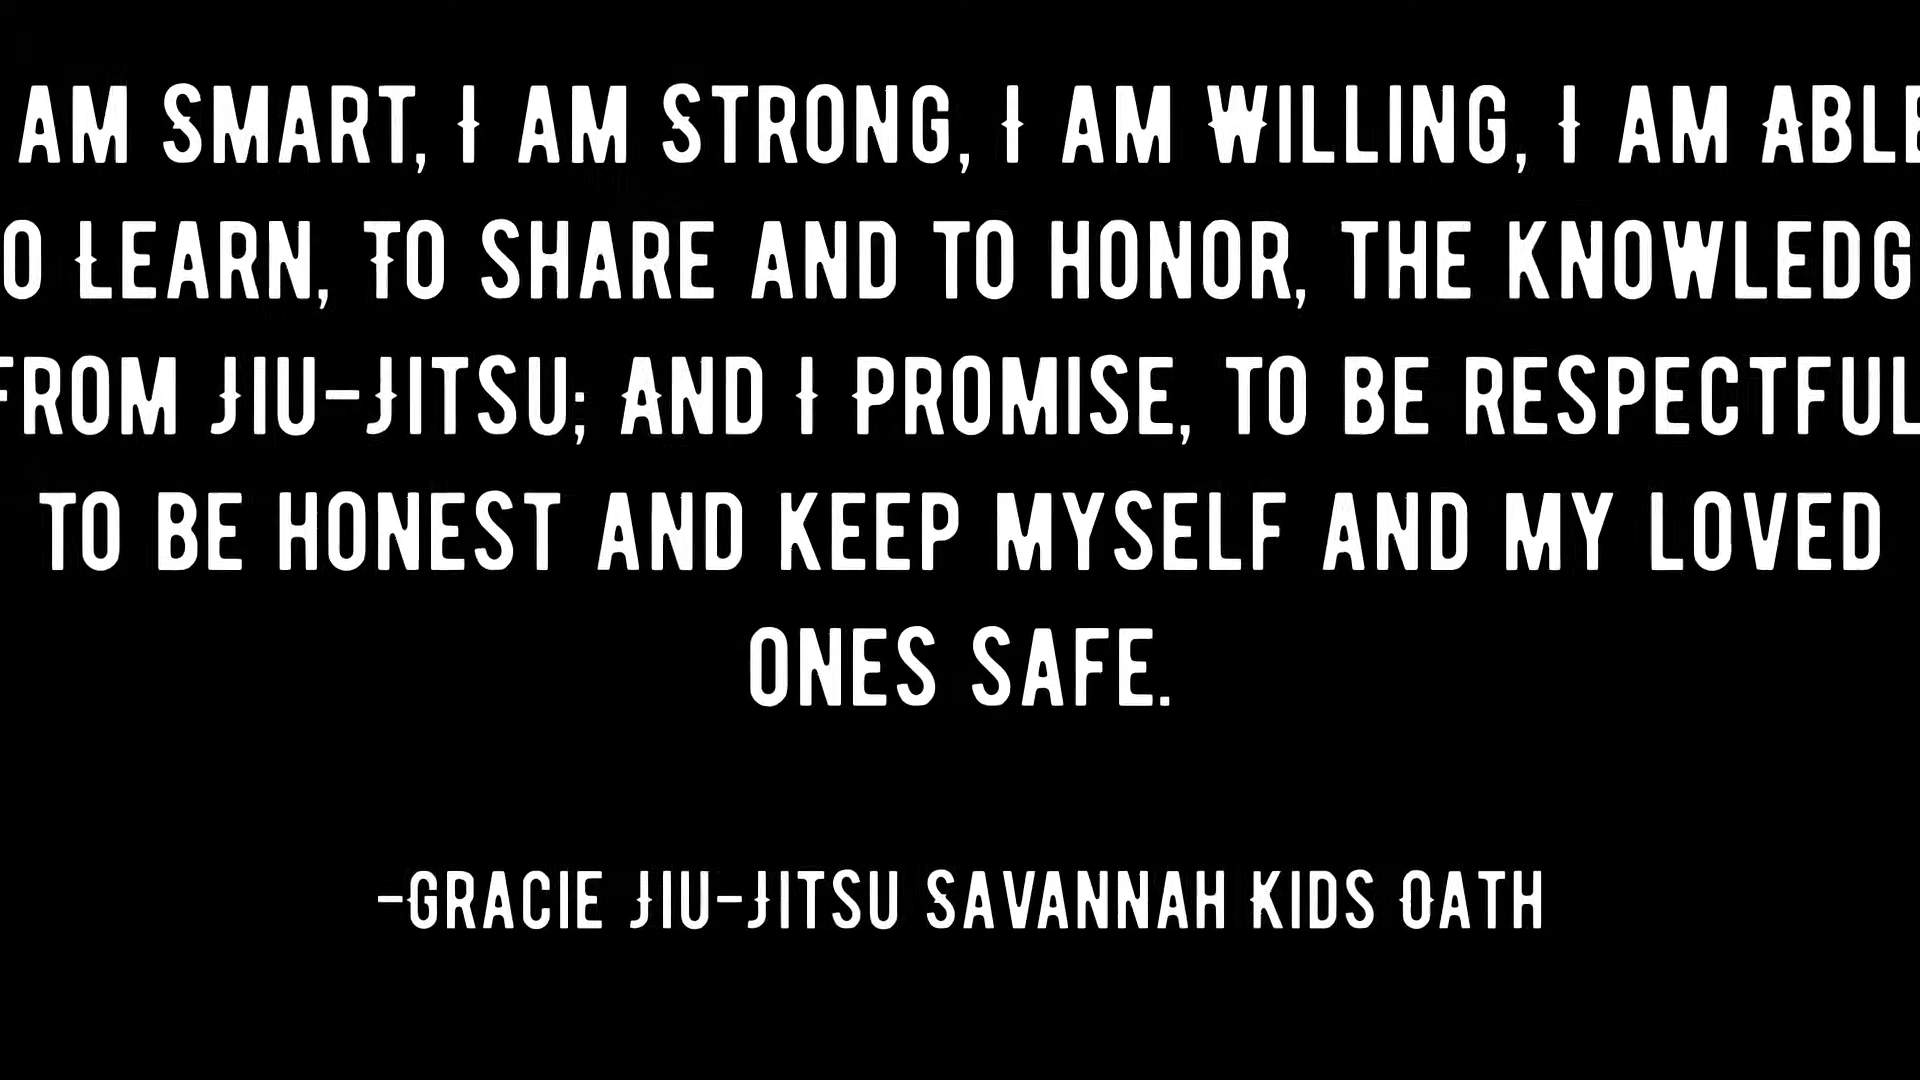 AM SMART, I AM STRONG, I AM WILLING, I AM ABLE
O LEARN, TO SHARE AND TO HONOR, THE KNOWLEDG
FROM JIU-JITSU; AND I PROMISE, TO BE RESPECTFUL
TO BE HONEST AND KEEP MYSELF AND MY LOVED
ONES SAFE.
-GRACIE JIU-JITSU SAVANNAH KIDS OATH